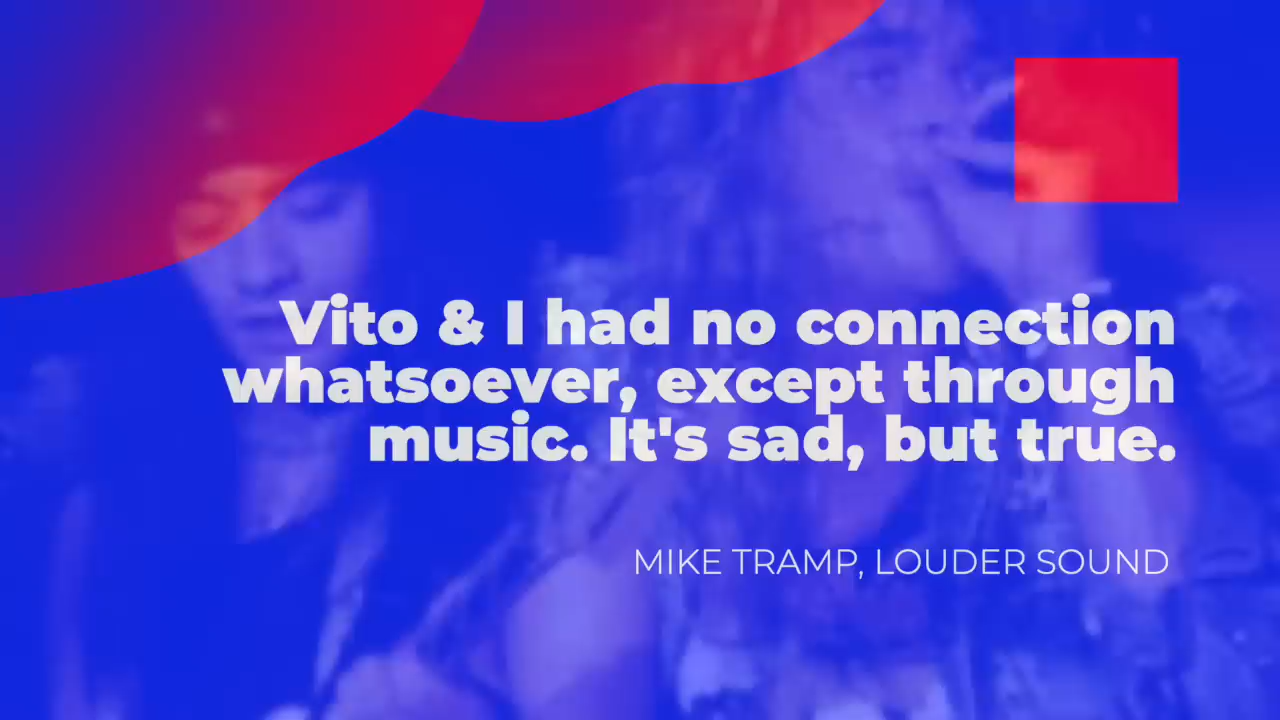 Vito & I had no connection
whatsoever, except through
music. It's sad, but true.
MIKE TRAMP, LOUDER SOUND